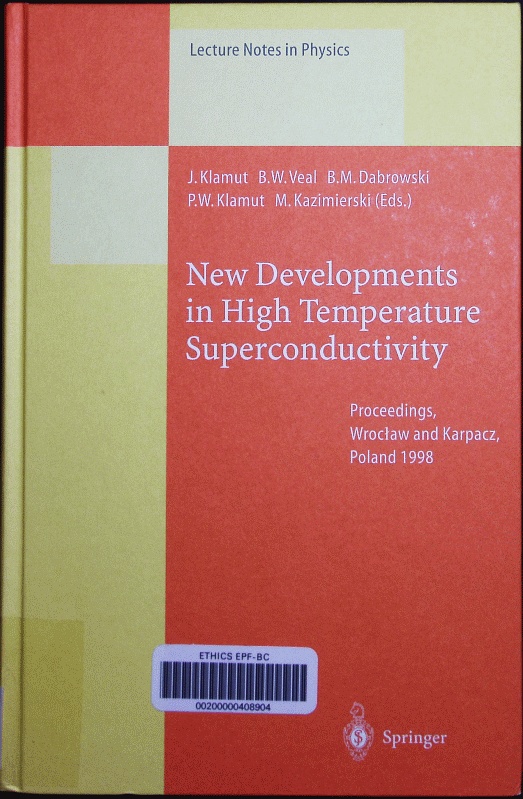 Lecture Notes in Physics
J. Klamut B.W. Veal B.M. Dabrowski
P.W. Klamut M. Kazimierski (Eds.)
New Developments
in High Temperature
Superconductivity
Proceedings,
Wrocław and Karpacz,
Poland 1998
ETHICS EPF-BC
00200000408904
Springer